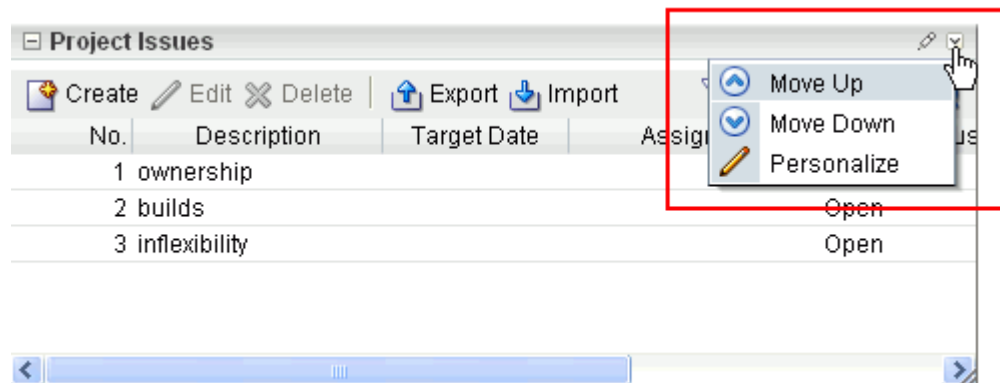 Project Issues
Create Edit Delete Export Import
Move Up
Move Down
Personalize
No. Description Target Date
1 ownership
2 builds Open
3 inflexibility Open